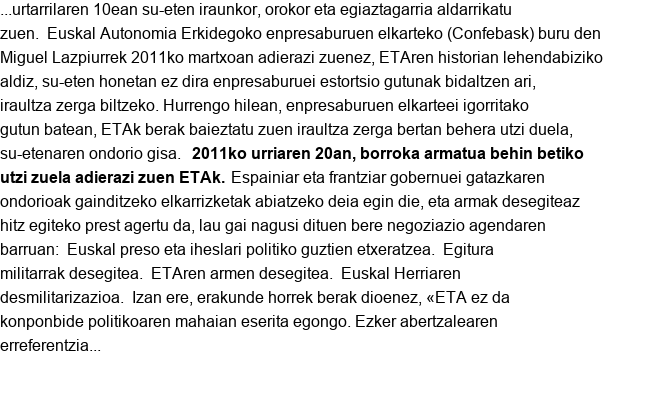 ...urtarrilaren 10ean su-eten iraunkor, orokor eta egiaztagarria aldarrikatu
zuen.  Euskal Autonomia Erkidegoko enpresaburuen elkarteko (Confebask) buru den
Miguel Lazpiurrek 2011ko martxoan adierazi zuenez, ETAren historian lehendabiziko
aldiz, su-eten honetan ez dira enpresaburuei estortsio gutunak bidaltzen ari,
iraultza zerga biltzeko. Hurrengo hilean, enpresaburuen elkarteei igorritako
gutun batean, ETAk berak baieztatu zuen iraultza zerga bertan behera utzi duela,
su-etenaren ondorio gisa.  2011ko urriaren 20an, borroka armatua behin betiko
utzi zuela adierazi zuen ETAk. Espainiar eta frantziar gobernuei gatazkaren
ondorioak gainditzeko elkarrizketak abiatzeko deia egin die, eta armak desegiteaz
hitz egiteko prest agertu da, lau gai nagusi dituen bere negoziazio agendaren
barruan:  Euskal preso eta iheslari politiko guztien etxeratzea.  Egitura
militarrak desegitea.  ETAren armen desegitea.  Euskal Herriaren
desmilitarizazioa.  Izan ere, erakunde horrek berak dioenez, «ETA ez da
konponbide politikoaren mahaian eserita egongo. Ezker abertzalearen
erreferentzia...